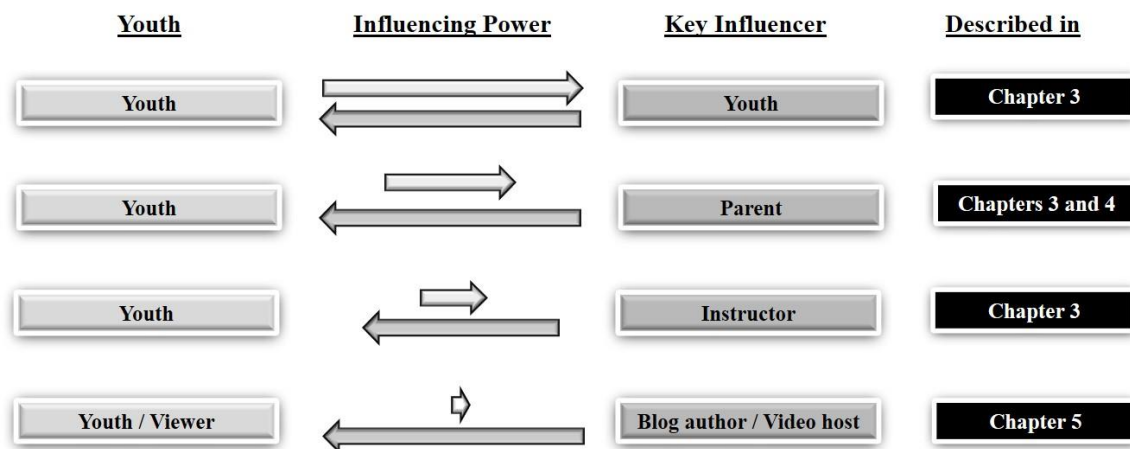 Youth Influencing Power Key Influencer Described in
Youth Youth Chapter 3
Youth Parent Chapters 3 and 4
Youth Instructor Chapter 3
Youth / Viewer Blog author / Video host Chapter 5